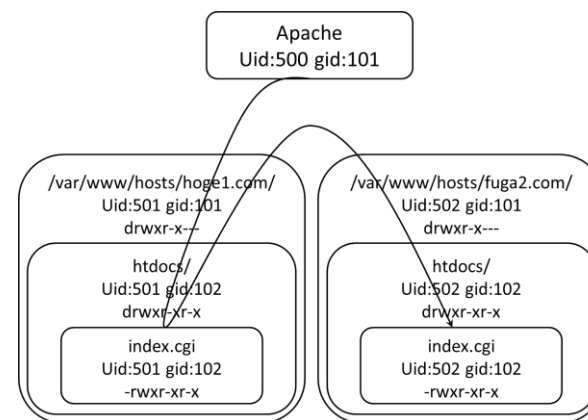 Apache
Uid:500 gid:101
/var/www/hosts/hoge1.com/
Uid:501 gid:101
drwxr-x---
htdocs/
Uid:501 gid:102
drwxr-xr-x
index.cgi
Uid:501 gid:102
-rwxr-xr-x
/var/www/hosts/fuga2.com/
Uid:502 gid:101
drwxr-x---
htdocs/
Uid:502 gid:102
drwxr-xr-x
index.cgi
Uid:502 gid:102
-rwxr-xr-x